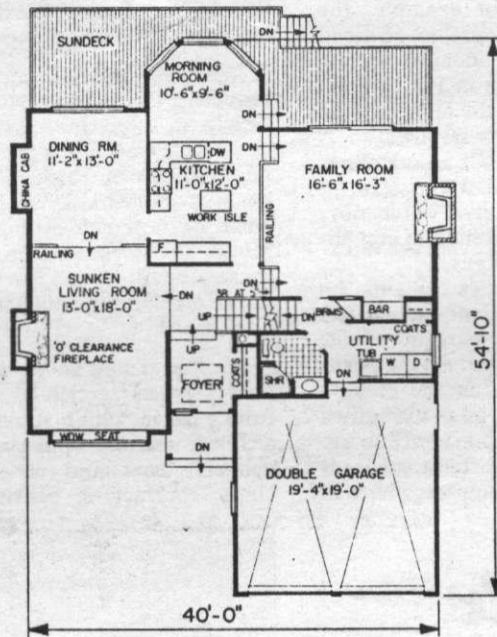 SUNDECK
DN
MORNING
ROOM
10'-6"x9'-6"
DN
DINING RM
11'-2"x13'-0"
CHINA CAB
DW
KITCHEN
11'-0"x12'-0"
WORK ISLE
DN
FAMILY ROOM
16'-6"x16'-3"
RAILING
DN
RAILING
F
SUNKEN
LIVING ROOM
13'-0"x18'-0"
DN
DN
UP
DN
BRMS
BAR
COATS
'O' CLEARANCE
FIREPLACE
UP
UTILITY
TUB
W
D
FOYER
COATS
SHR
DN
WDW SEAT
DN
DOUBLE GARAGE
19'-4"x19'-0"
54'-10"
40'-0"